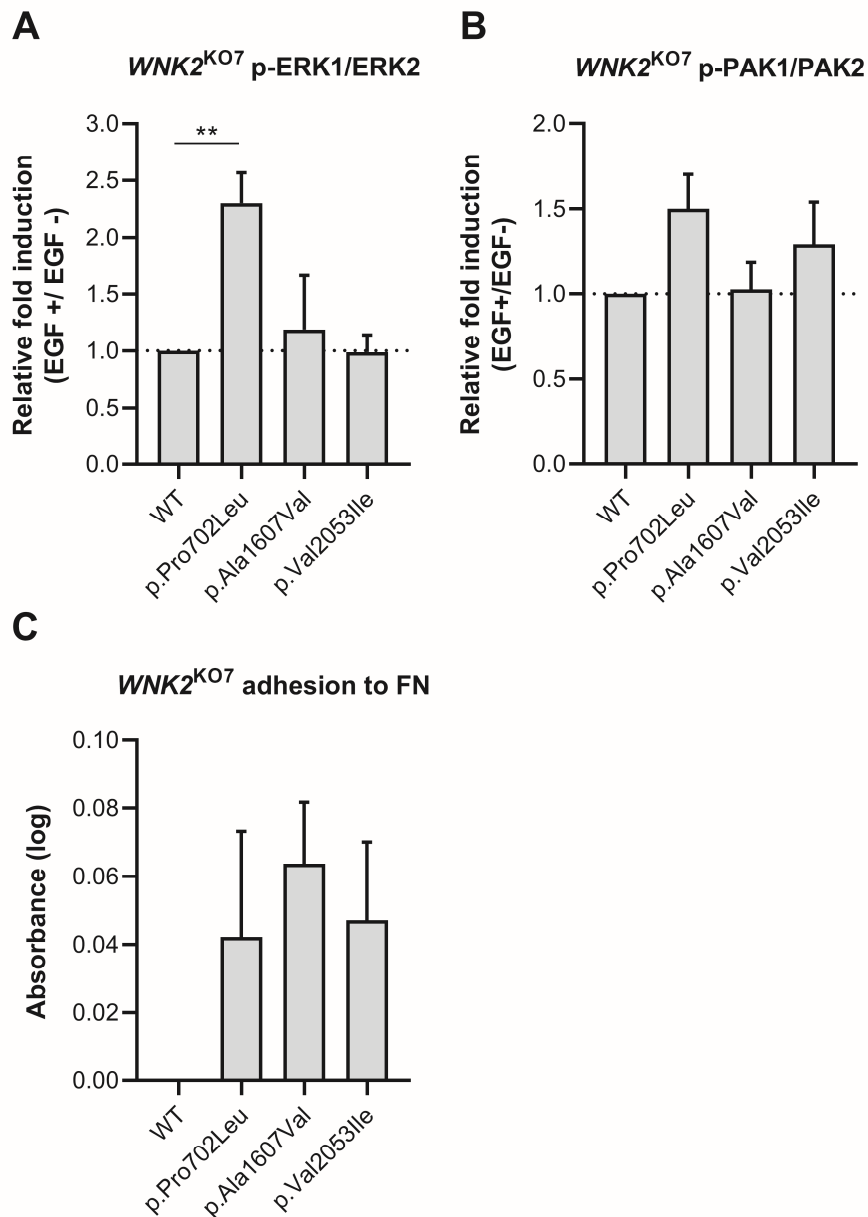 A
WNK2KO7 p-ERK1/ERK2
Relative fold induction
(EGF +/ EGF -)
3.0
2.5
2.0
1.5
1.0
0.5
0.0
**
WT
p.Pro702Leu
p.Ala1607Val
p.Val2053Ile
B
WNK2KO7 p-PAK1/PAK2
Relative fold induction
(EGF+/EGF-)
2.0
1.5
1.0
0.5
0.0
WT
p.Pro702Leu
p.Ala1607Val
p.Val2053Ile
C
WNK2KO7 adhesion to FN
Absorbance (log)
0.10
0.08
0.06
0.04
0.02
0.00
WT
p.Pro702Leu
p.Ala1607Val
p.Val2053Ile